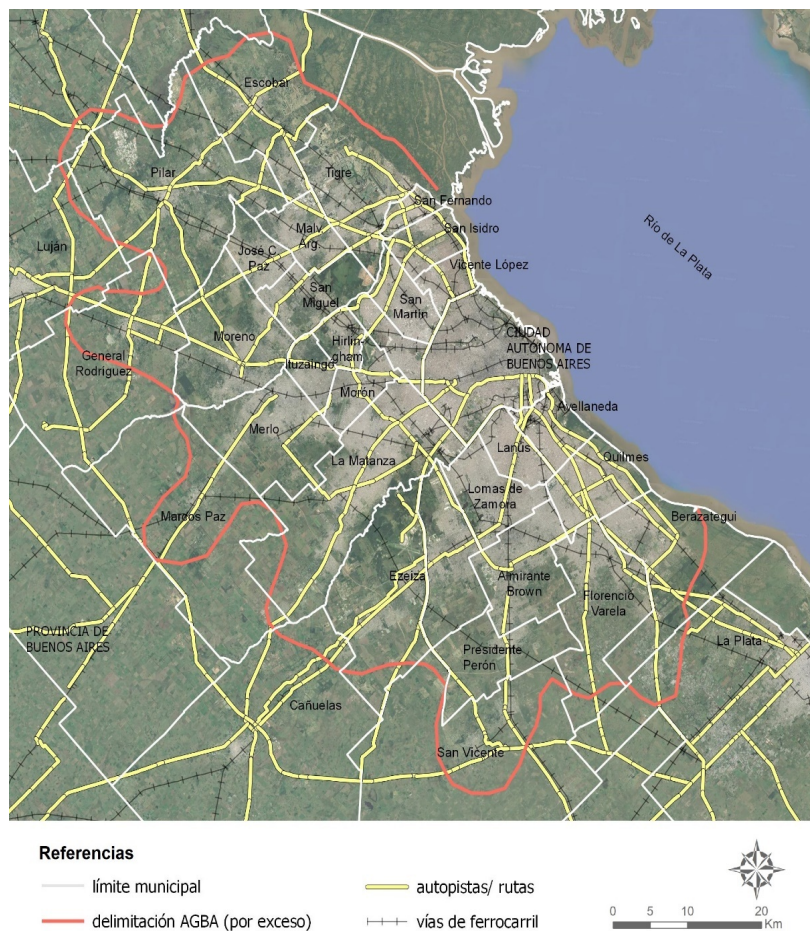 Escobar
Pilar
Tigre
San Fernando
Malv.
Arg.
San Isidro
Río de La Plata
Luján
José C.
Paz
Vicente López
San
Miguel
San
Martín
Moreno
CIUDAD
AUTÓNOMA DE
BUENOS AIRES
General
Rodriguez
Hirlin-
gham
Ituzaingo
Morón
Avellaneda
Merlo
Lanús
La Matanza
Quilmes
Lomas de
Zamora
Marcos Paz
Berazategui
Ezeiza
Almirante
Brown
Florencio
Varela
PROVINCIA DE
BUENOS AIRES
La Plata
Presidente
Perón
Cañuelas
San Vicente
Referencias
límite municipal
autopistas/ rutas
delimitación AGBA (por exceso)
vías de ferrocarril
0 5 10 20
Km